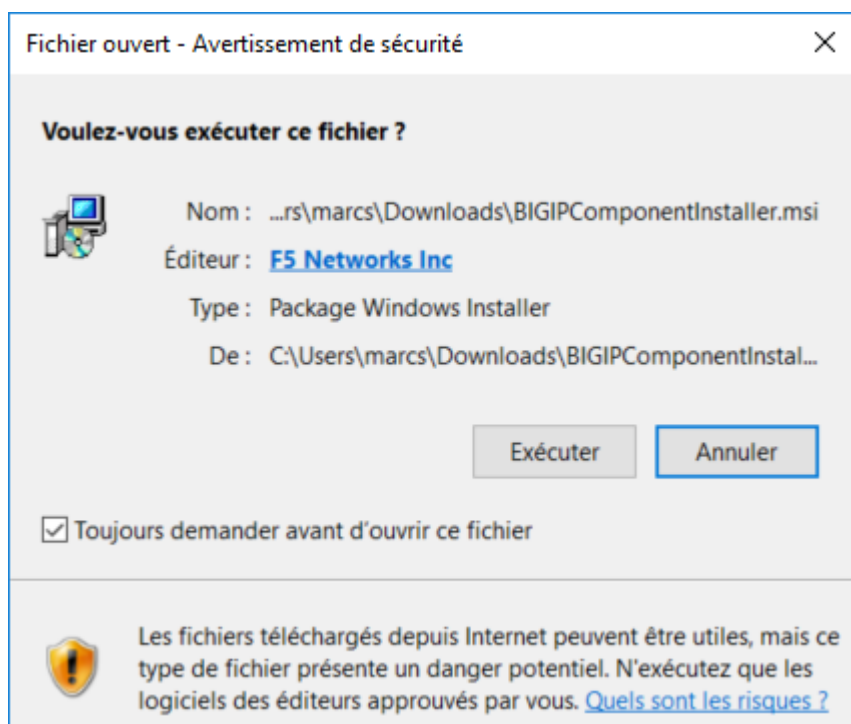 Fichier ouvert - Avertissement de sécurité
Voulez-vous exécuter ce fichier ?
Nom : ...rs\marcs\Downloads\BIGIPComponentInstaller.msi
Éditeur : F5 Networks Inc
Type : Package Windows Installer
De : C:\Users\marcs\Downloads\BIGIPComponentInstal...
Exécuter Annuler
Toujours demander avant d'ouvrir ce fichier
Les fichiers téléchargés depuis Internet peuvent être utiles, mais ce
type de fichier présente un danger potentiel. N'exécutez que les
logiciels des éditeurs approuvés par vous. Quels sont les risques ?